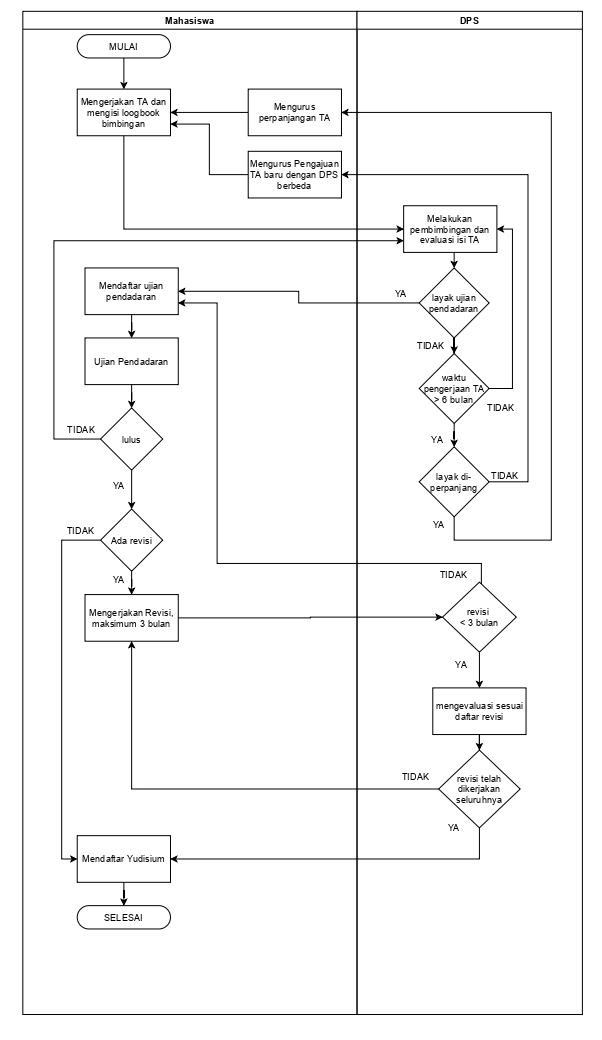 Mahasiswa
DPS
MULAI
Mengerjakan TA dan
mengisi loogbook
bimbingan
Mengurus
perpanjangan TA
Mengurus Pengajuan
TA baru dengan DPS
berbeda
Melakukan
pembimbingan dan
evaluasi isi TA
Mendaftar ujian
pendadaran
YA
layak ujian
pendadaran
TIDAK
Ujian Pendadaran
waktu
pengerjaan TA
> 6 bulan
TIDAK
TIDAK
lulus
YA
YA
layak di-
perpanjang
TIDAK
YA
TIDAK
Ada revisi
YA
TIDAK
Mengerjakan Revisi,
maksimum 3 bulan
revisi
< 3 bulan
YA
mengevaluasi sesuai
daftar revisi
TIDAK
revisi telah
dikerjakan
seluruhnya
YA
Mendaftar Yudisium
SELESAI